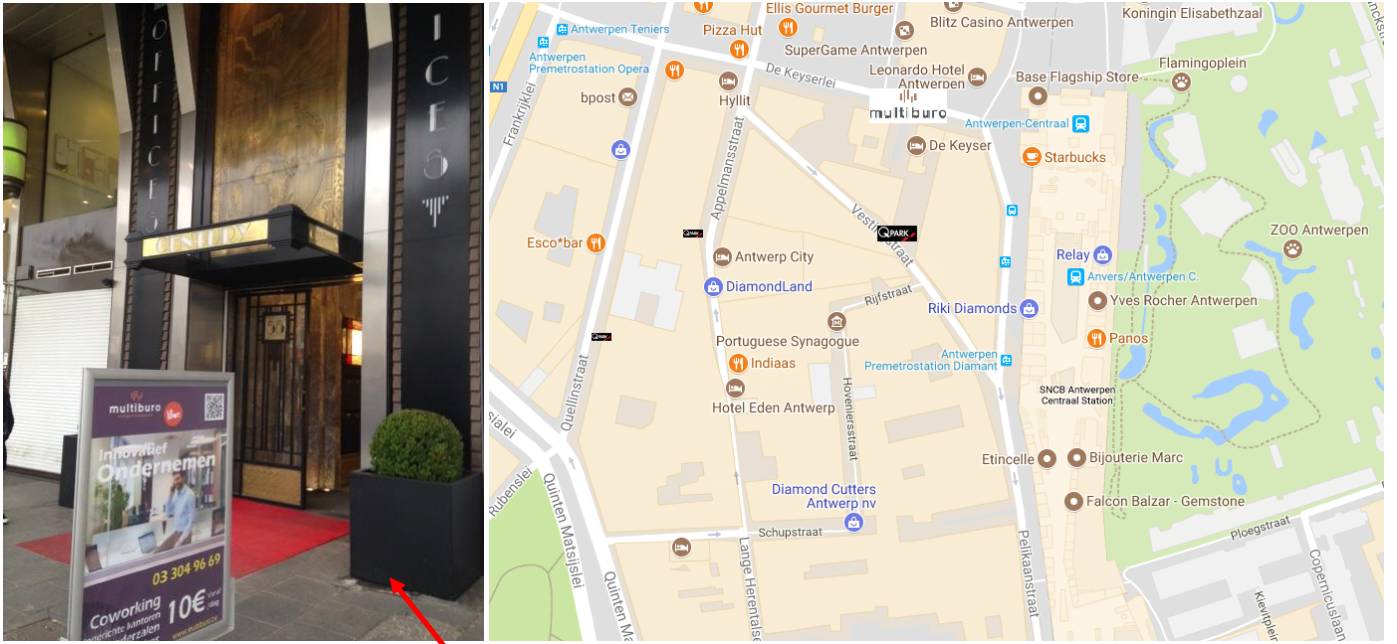 OFFICES
ICES
CENTURY
multiburo
Innovatief
Ondernemen
03 304 96 69
Coworking
10€
Antwerpen Teniers
Antwerpen
Premetrostation Opera
N1
Frankrijklei
bpost
Pizza Hut
Ellis Gourmet Burger
SuperGame Antwerpen
Blitz Casino Antwerpen
Koningin Elisabethzaal
De Keyserlei
Hyllit
Leonardo Hotel
Antwerpen
multiburo
Base Flagship Store
Flamingoplein
Antwerpen-Centraal
De Keyser
Starbucks
Appelmansstraat
Esco*bar
QPARK
Antwerp City
DiamondLand
QPARK
Rijfstraat
Relay
Anvers/Antwerpen C.
ZOO Antwerpen
Riki Diamonds
Yves Rocher Antwerpen
QPARK
Portuguese Synagogue
Indiaas
Antwerpen
Premetrostation Diamant
Panos
Quellinstraat
Hotel Eden Antwerp
Hoveniersstraat
SNCB Antwerpen
Centraal Station
Rubenslei
Quinten Matsijslei
Etincelle
Bijouterie Marc
Diamond Cutters
Antwerp nv
Falcon Balzar - Gemstone
Schupstraat
Ploegstraat
Pelikaanstraat